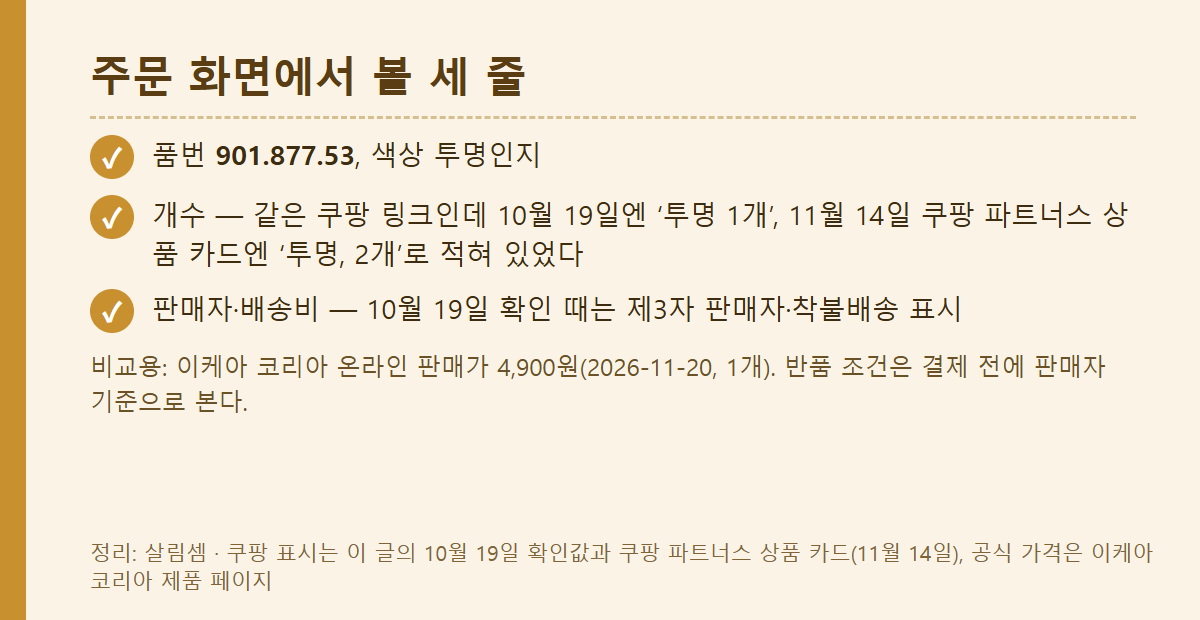 주문 화면에서 볼 세 줄
✓ 품번 901.877.53, 색상 투명인지
✓ 개수 — 같은 쿠팡 링크인데 10월 19일엔 ‘투명 1개’, 11월 14일 쿠팡 파트너스 상
품 카드엔 ‘투명, 2개’로 적혀 있었다
✓ 판매자·배송비 — 10월 19일 확인 때는 제3자 판매자·착불배송 표시
비교용: 이케아 코리아 온라인 판매가 4,900원(2026-11-20, 1개). 반품 조건은 결제 전에 판매자
기준으로 본다.
정리: 살림셈 · 쿠팡 표시는 이 글의 10월 19일 확인값과 쿠팡 파트너스 상품 카드(11월 14일), 공식 가격은 이케아
코리아 제품 페이지